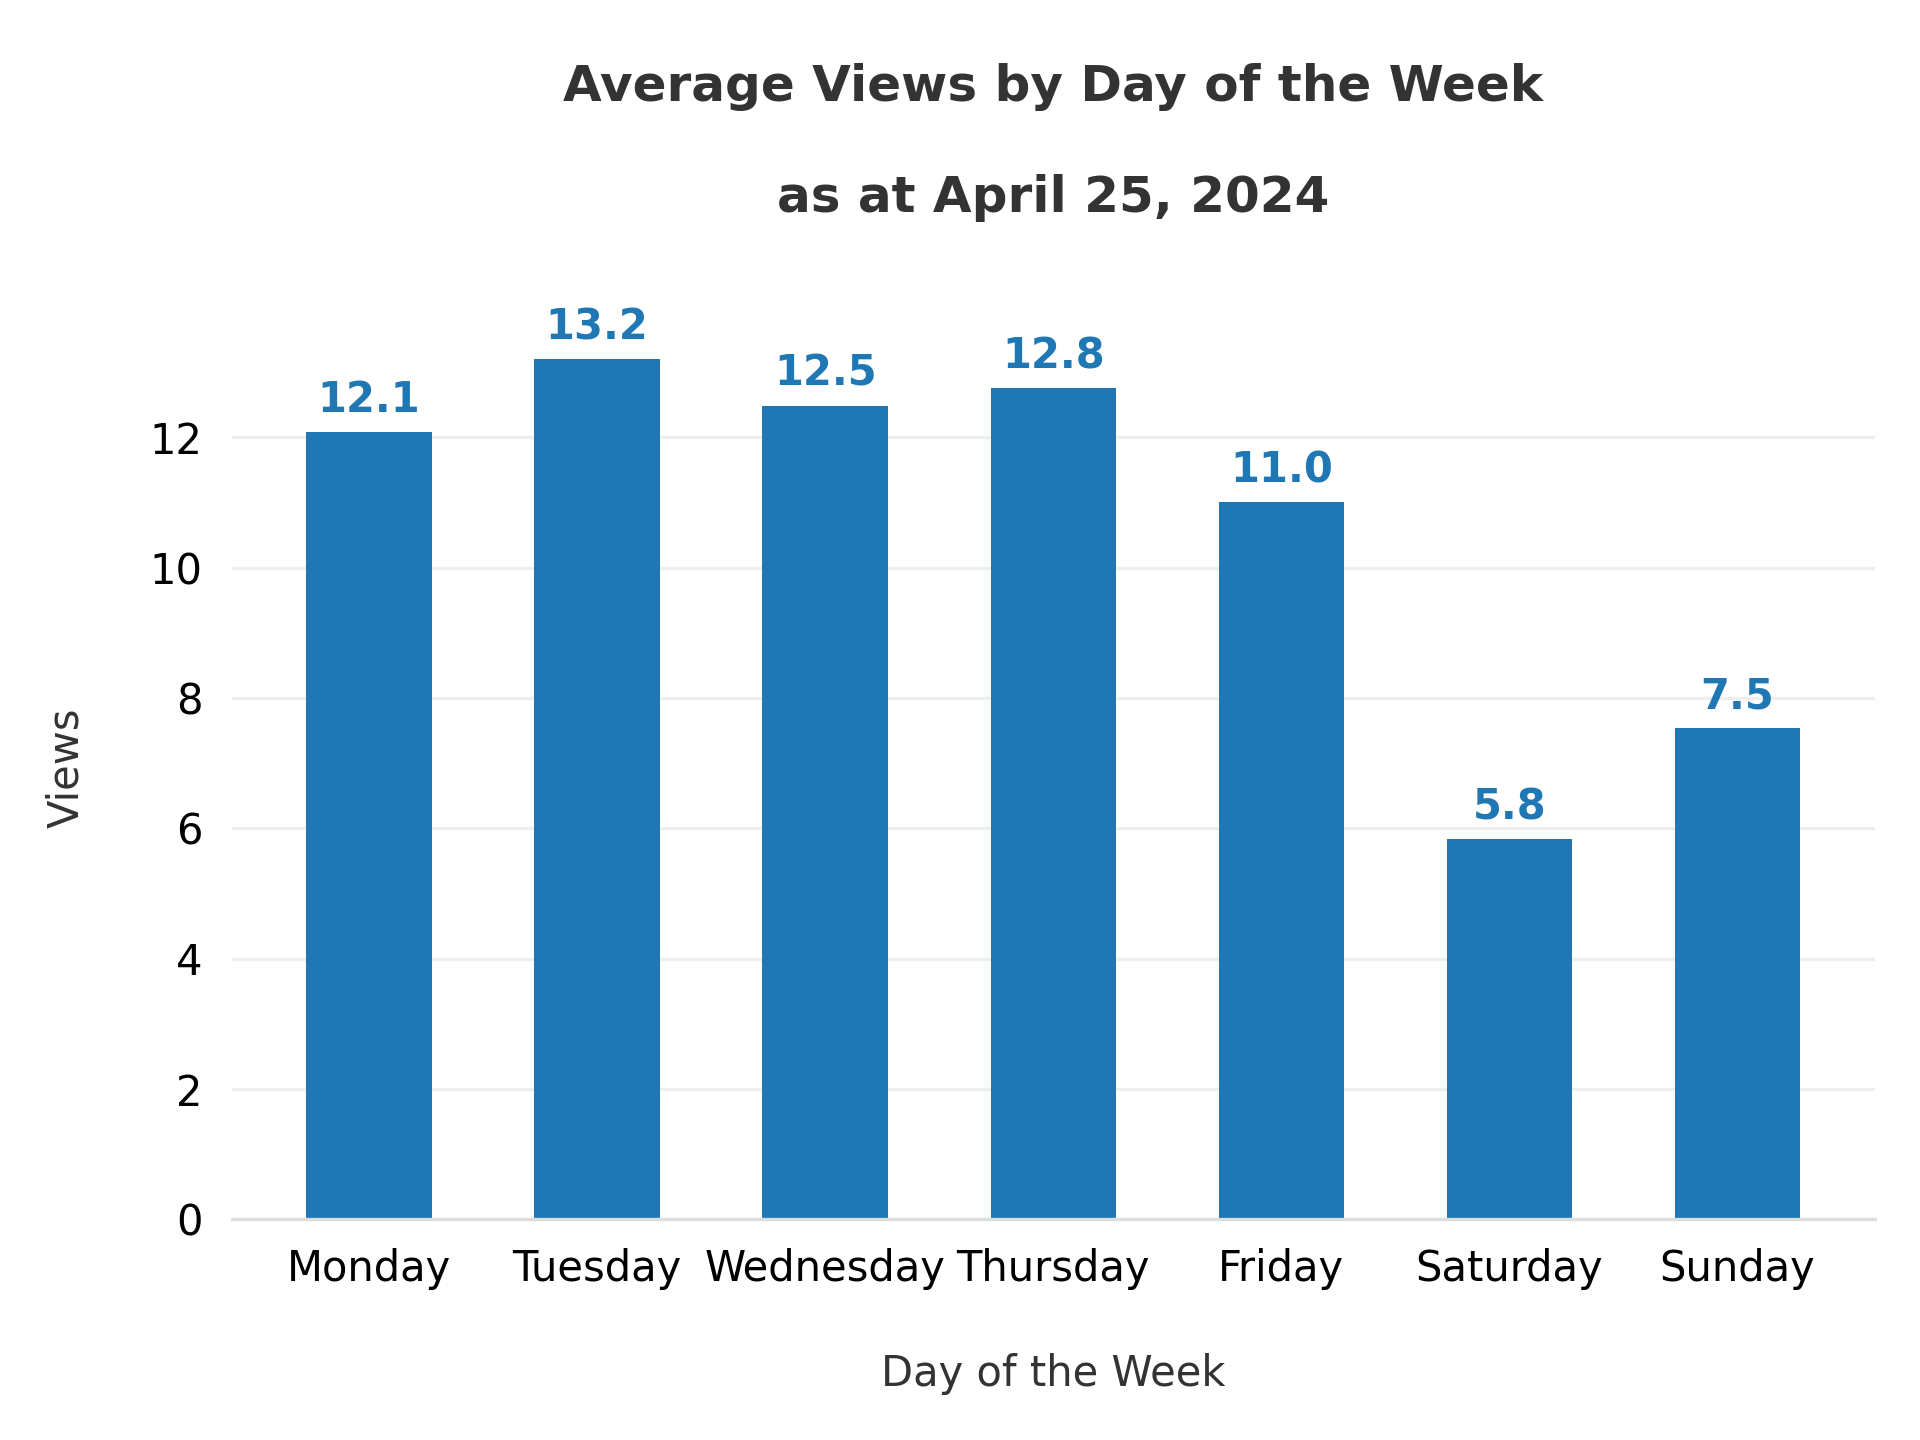 Average Views by Day of the Week
as at April 25, 2024
13.2
12.8
12.5
12.1
12
11.0
10
8
7.5
Views
6
5.8
4
2
0
Monday Tuesday Wednesday Thursday Friday Saturday Sunday
Day of the Week